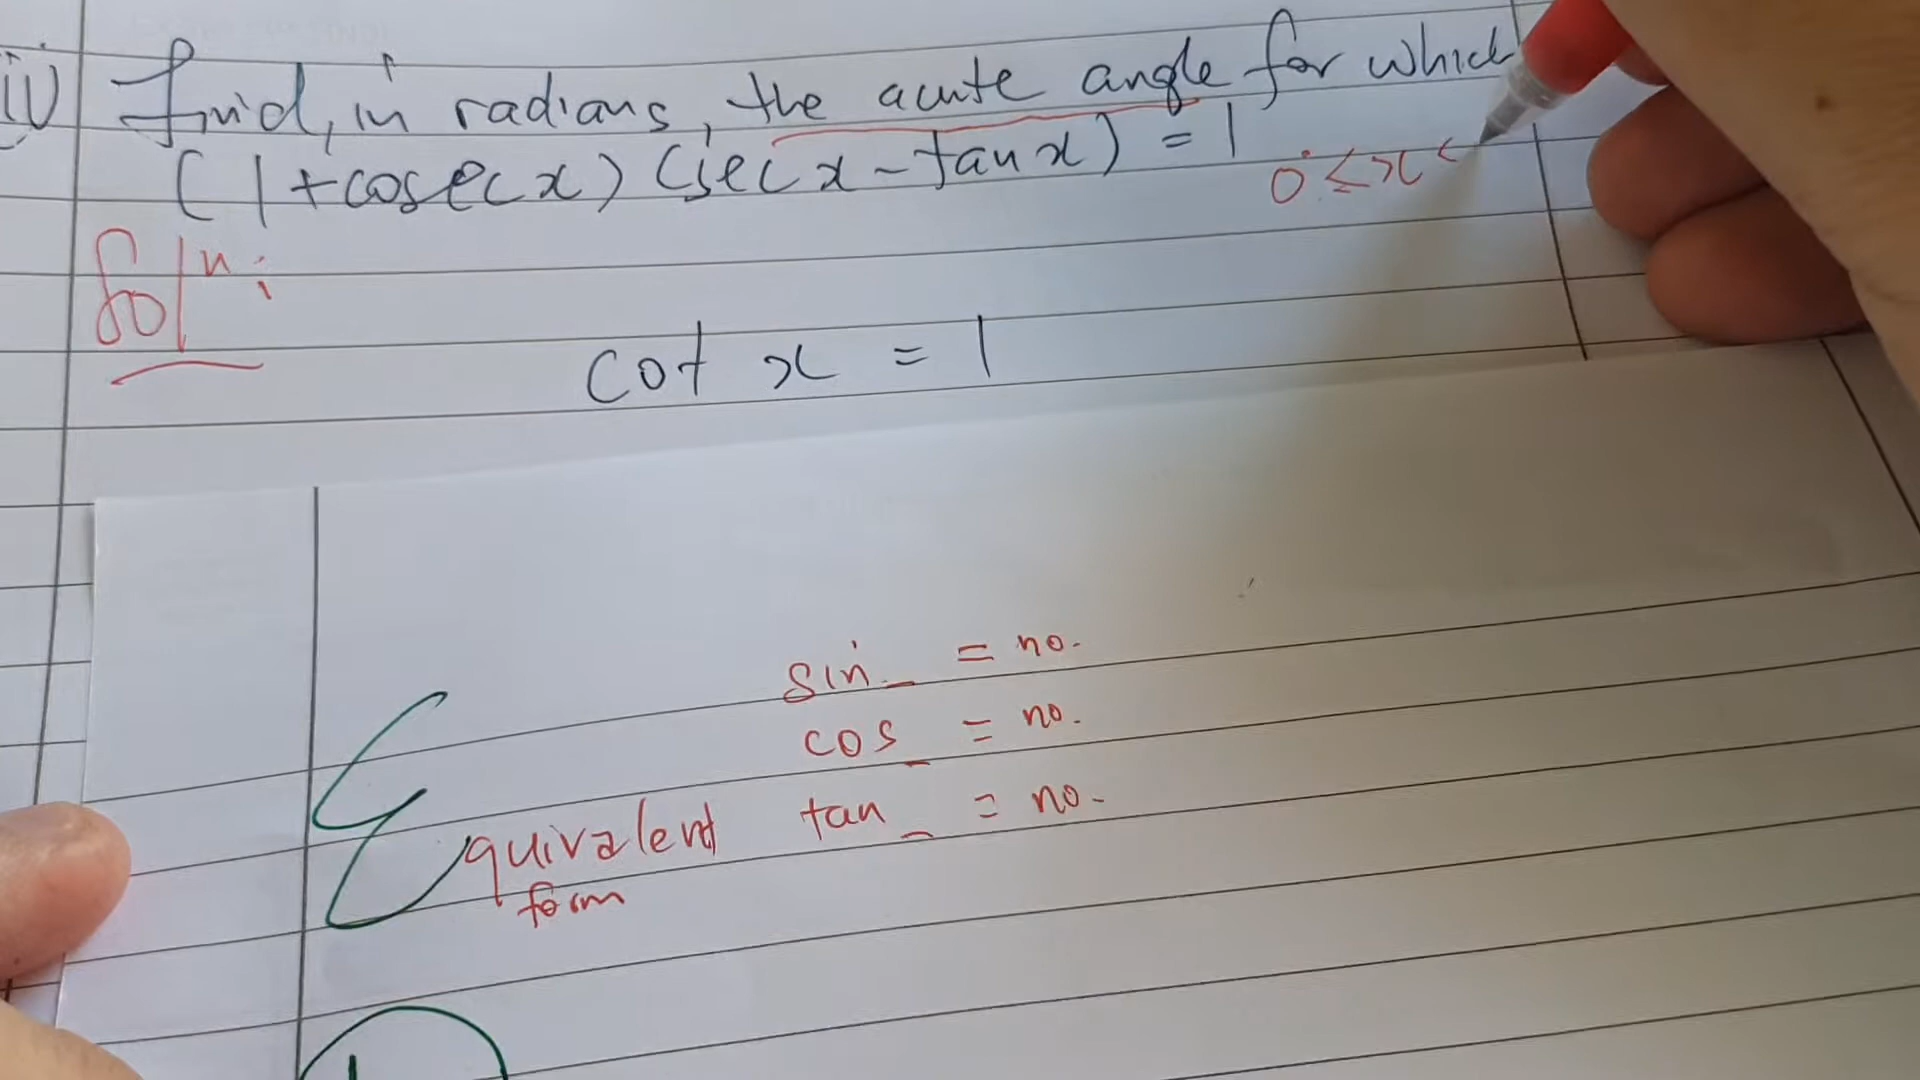 iv) find, in radians, the acute angle for which
(1+cosec x) (sec x - tan x) = 1
0° ≤ x <
Solⁿ:
cot x = 1
sin_ = no.
cos_ = no.
Equivalent tan_ = no.
form